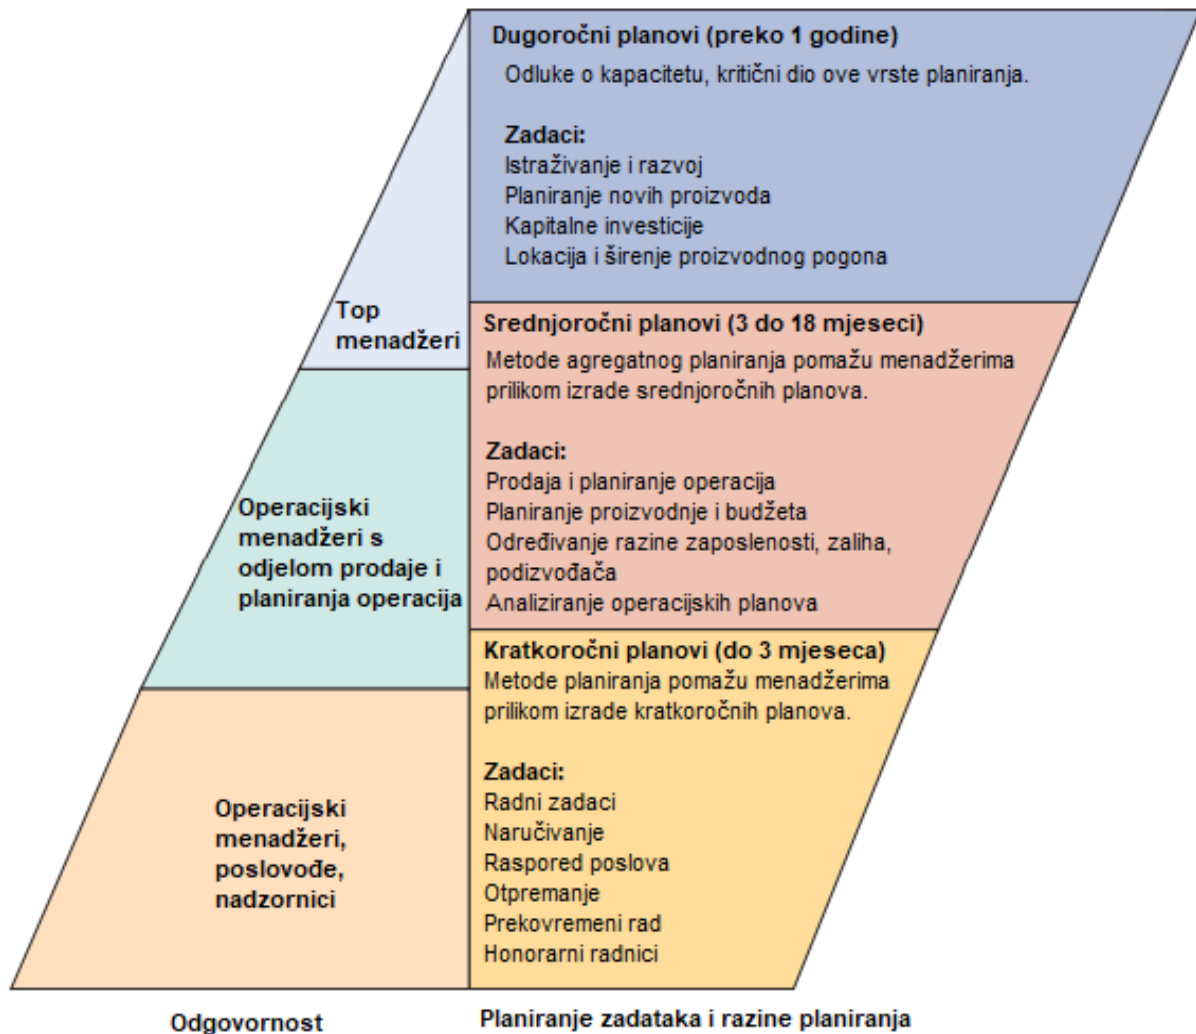 Dugoročni planovi (preko 1 godine)
Odluke o kapacitetu, kritični dio ove vrste planiranja.
Zadaci:
Istraživanje i razvoj
Planiranje novih proizvoda
Kapitalne investicije
Lokacija i širenje proizvodnog pogona
Top
menadžeri
Srednjoročni planovi (3 do 18 mjeseci)
Metode agregatnog planiranja pomažu menadžerima
prilikom izrade srednjoročnih planova.
Zadaci:
Prodaja i planiranje operacija
Planiranje proizvodnje i budžeta
Određivanje razine zaposlenosti, zaliha,
podizvođača
Analiziranje operacijskih planova
Operacijski
menadžeri s
odjelom prodaje i
planiranja operacija
Kratkoročni planovi (do 3 mjeseca)
Metode planiranja pomažu menadžerima
prilikom izrade kratkoročnih planova.
Zadaci:
Radni zadaci
Naručivanje
Raspored poslova
Otpremanje
Prekovremeni rad
Honorarni radnici
Operacijski
menadžeri,
poslovođe,
nadzornici
Odgovornost
Planiranje zadataka i razine planiranja